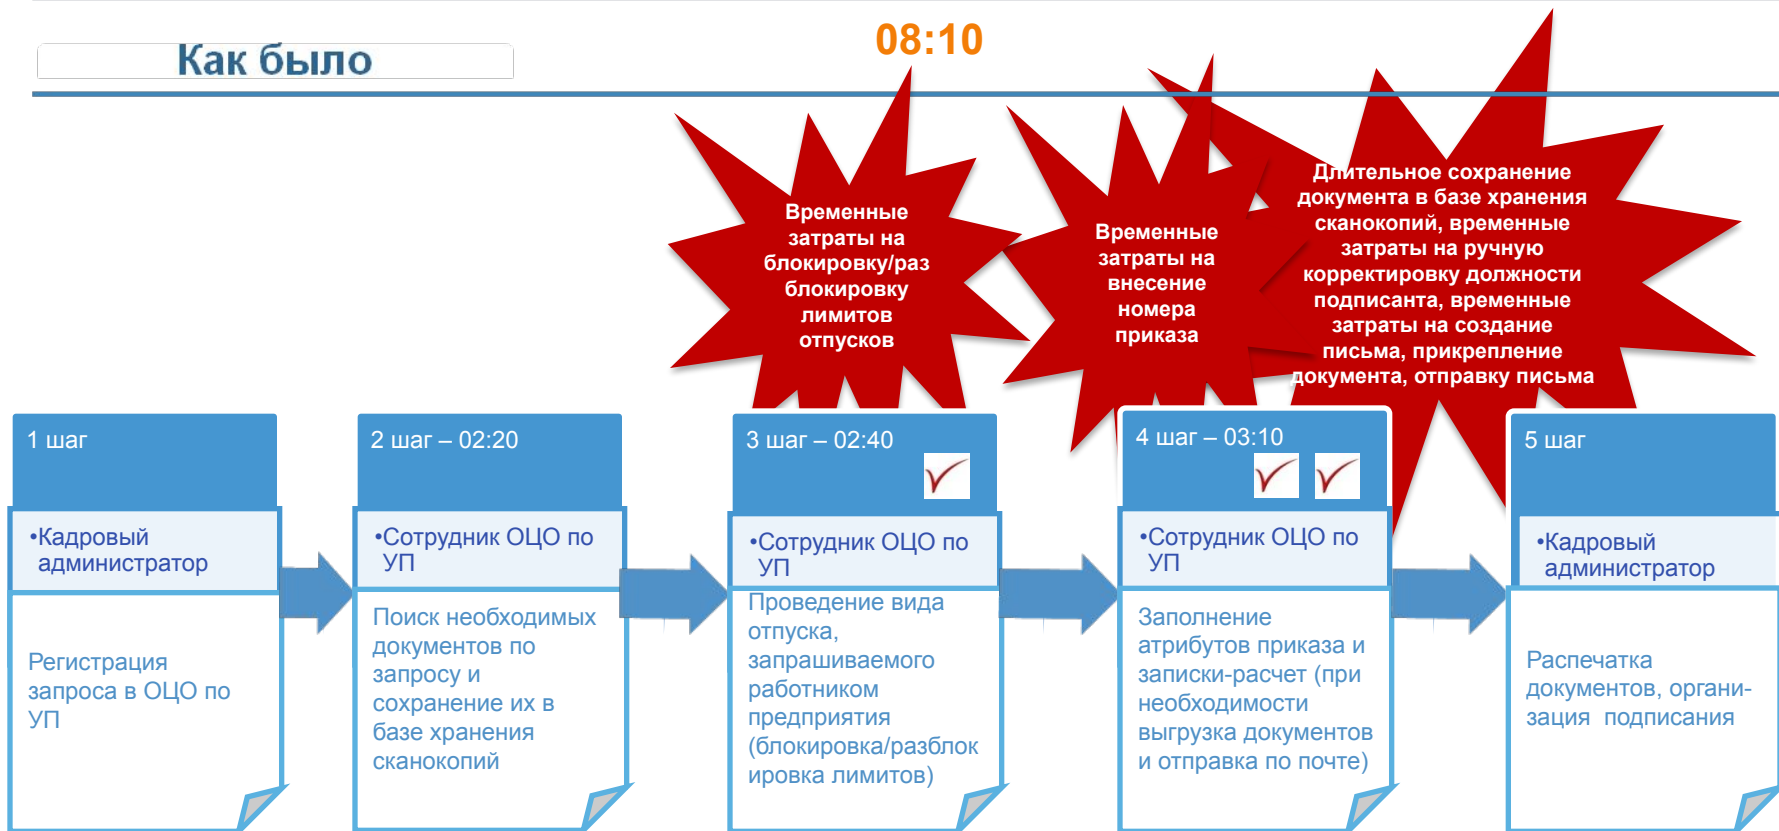 Как было
08:10
Временные
затраты на
блокировку/раз
блокировку
лимитов
отпусков
Временные
затраты на
внесение
номера
приказа
Длительное сохранение
документа в базе хранения
сканокопий, временные
затраты на ручную
корректировку должности
подписанта, временные
затраты на создание
письма, прикрепление
документа, отправку письма
1 шаг
•Кадровый
администратор
Регистрация
запроса в ОЦО по
УП
2 шаг – 02:20
•Сотрудник ОЦО по
УП
Поиск необходимых
документов по
запросу и
сохранение их в
базе хранения
сканокопий
3 шаг – 02:40
•Сотрудник ОЦО по
УП
Проведение вида
отпуска,
запрашиваемого
работником
предприятия
(блокировка/разблок
ировка лимитов)
4 шаг – 03:10
•Сотрудник ОЦО по
УП
Заполнение
атрибутов приказа и
записки-расчет (при
необходимости
выгрузка документов
и отправка по почте)
5 шаг
•Кадровый
администратор
Распечатка
документов, органи-
зация подписания